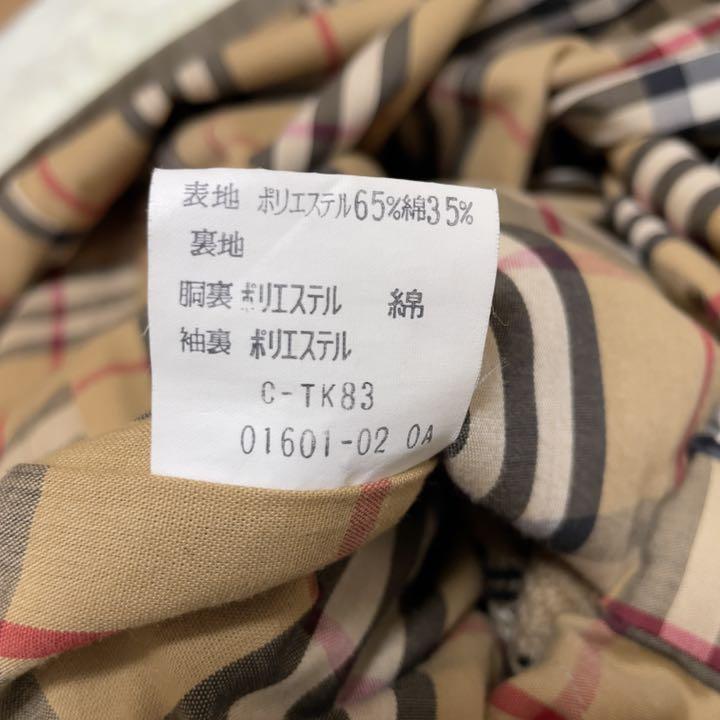 表地 ポリエステル65%綿35%
裏地
胴裏 ポリエステル 綿
袖裏 ポリエステル
C-TK83
01601-02 0A